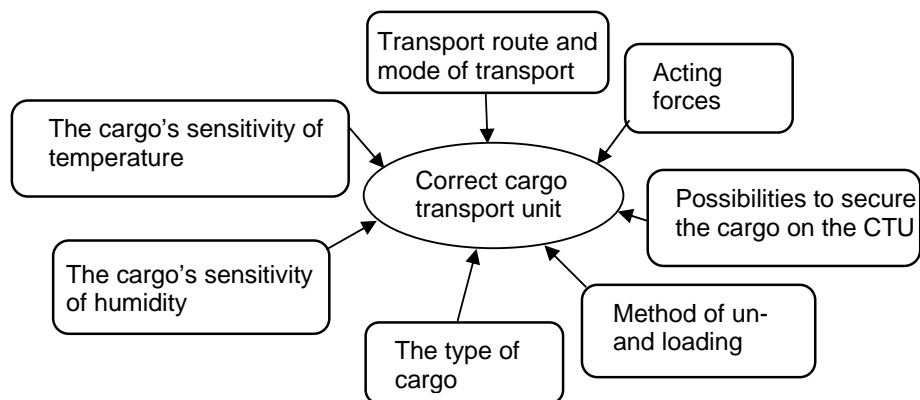 Transport route and
mode of transport
Acting
forces
The cargo's sensitivity of
temperature
Correct cargo
transport unit
Possibilities to secure
the cargo on the CTU
The cargo's sensitivity
of humidity
Method of un-
and loading
The type of
cargo